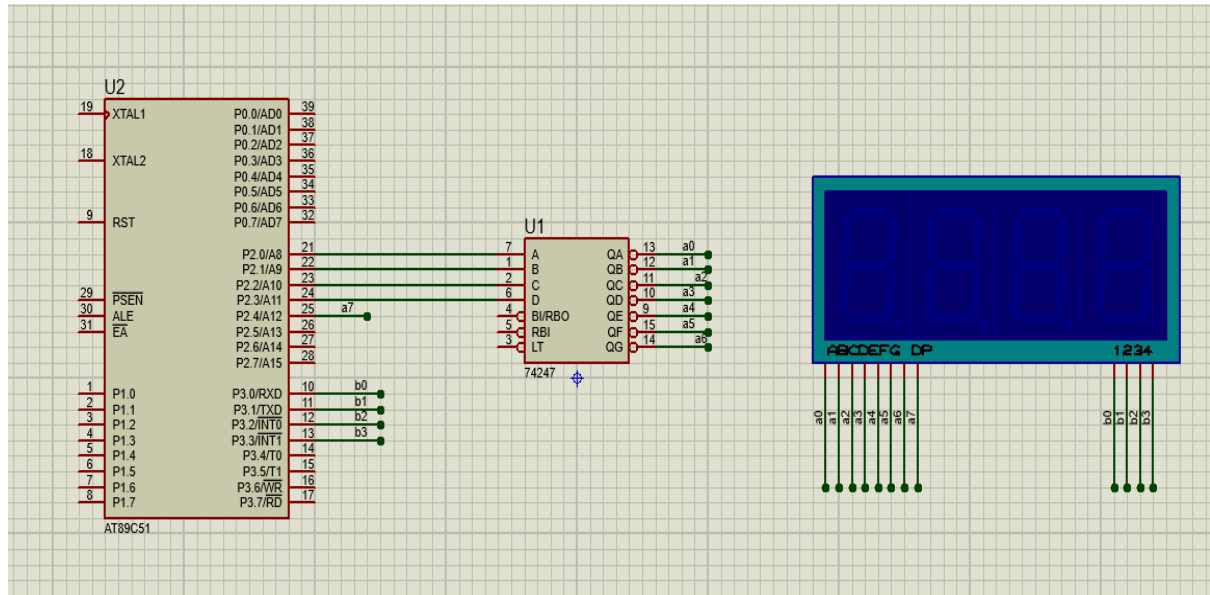 U2
19 XTAL1 P0.0/AD0 39
P0.1/AD1 38
P0.2/AD2 37
18 XTAL2 P0.3/AD3 36
P0.4/AD4 35
P0.5/AD5 34
P0.6/AD6 33
9 RST P0.7/AD7 32
P2.0/A8 21
P2.1/A9 22
P2.2/A10 23
29 PSEN P2.3/A11 24
30 ALE P2.4/A12 25 a7
31 EA P2.5/A13 26
P2.6/A14 27
P2.7/A15 28
1 P1.0 P3.0/RXD 10 b0
2 P1.1 P3.1/TXD 11 b1
3 P1.2 P3.2/INT0 12 b2
4 P1.3 P3.3/INT1 13 b3
5 P1.4 P3.4/T0 14
6 P1.5 P3.5/T1 15
7 P1.6 P3.6/WR 16
8 P1.7 P3.7/RD 17
AT89C51
U1
7 A QA 13 a0
1 B QB 12 a1
2 C QC 11 a2
6 D QD 10 a3
4 BI/RBO QE 9 a4
5 RBI QF 15 a5
3 LT QG 14 a6
74247
ABCDEFG DP 1234
a0 a1 a2 a3 a4 a5 a6 a7 b0 b1 b2 b3